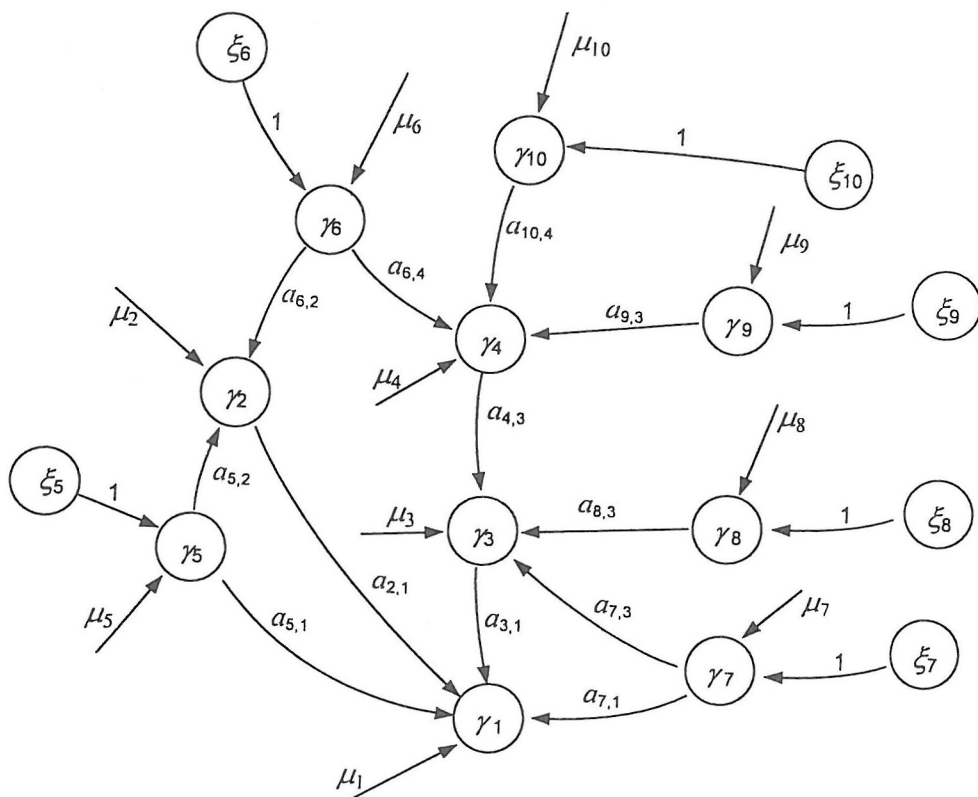 ξ6
μ10
1
μ6
γ10
1
ξ10
γ6
a10,4
μ9
a6,4
a6,2
μ2
a9,3
γ9
1
ξ9
γ4
μ4
γ2
a4,3
μ8
ξ5
1
a5,2
μ3
γ3
a8,3
γ8
1
ξ8
γ5
a2,1
μ5
a5,1
a3,1
a7,3
μ7
γ7
1
ξ7
a7,1
γ1
μ1